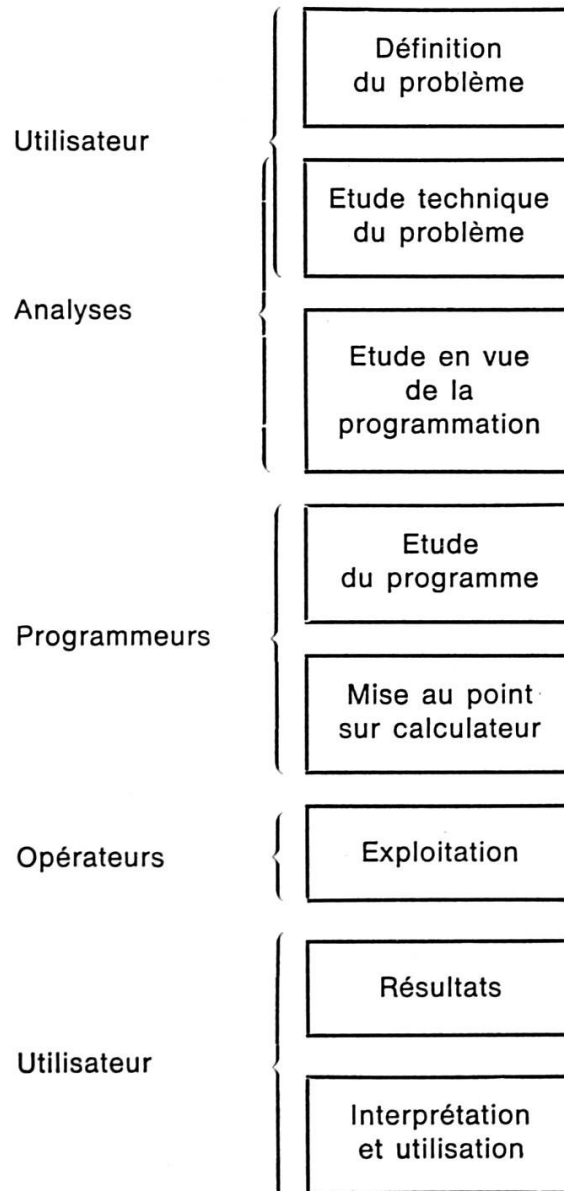 Définition
du problème
Utilisateur
Etude technique
du problème
Analyses
Etude en vue
de la
programmation
Etude
du programme
Programmeurs
Mise au point
sur calculateur
Opérateurs
Exploitation
Résultats
Utilisateur
Interprétation
et utilisation